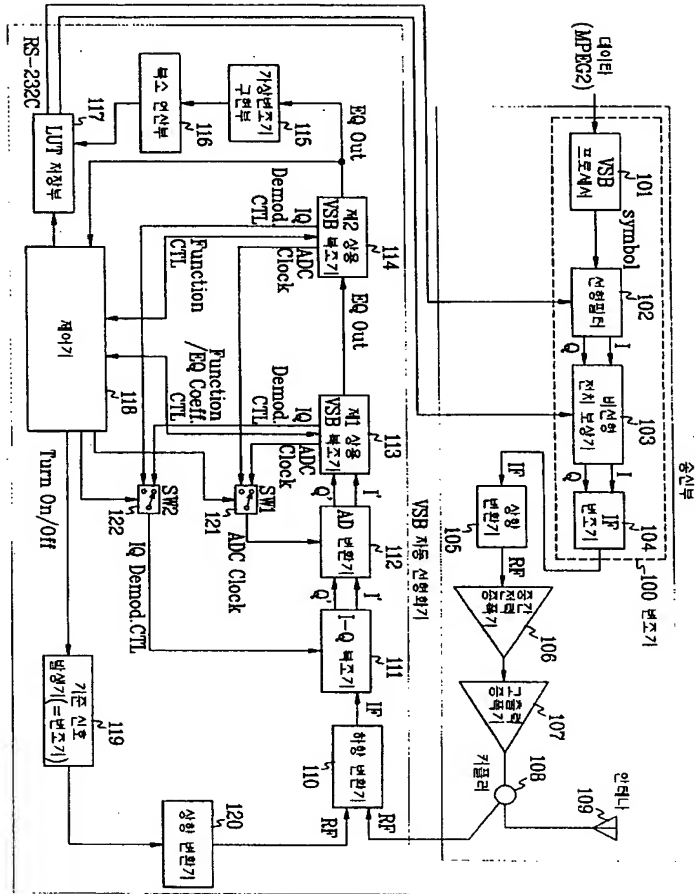 송신부
데이터
(MPEG2)
101
VSB
프로세서
symbol
102
선형필터
I
Q
비선형
전치 보상기
103
I
Q
IF
변조기
104
100 변조기
IF
상향
변환기
105
RF
중간
전력
증폭기
106
고출력
증폭기
107
108
커플러
안테나
109
VSB 자동 선형화기
RF
RF
하향 변환기
110
IF
I-Q 복조기
111
I'
Q'
AD
변환기
112
I'
Q'
제1 상용
VSB 복조기
113
EQ Out
제2 상용
VSB 복조기
114
EQ Out
가상변조기
구현부
115
복소 연산부
116
117
LUT 저장부
RS-232C
IQ
Demod.
CTL
ADC
Clock
Function
CTL
IQ
Demod.
CTL
ADC
Clock
Function
/EQ Coeff.
CTL
SW1
121
ADC Clock
SW2
122
IQ Demod.CTL
제어기
118
Turn On/Off
기준 신호
발생기(=변조기)
119
상향 변환기
120